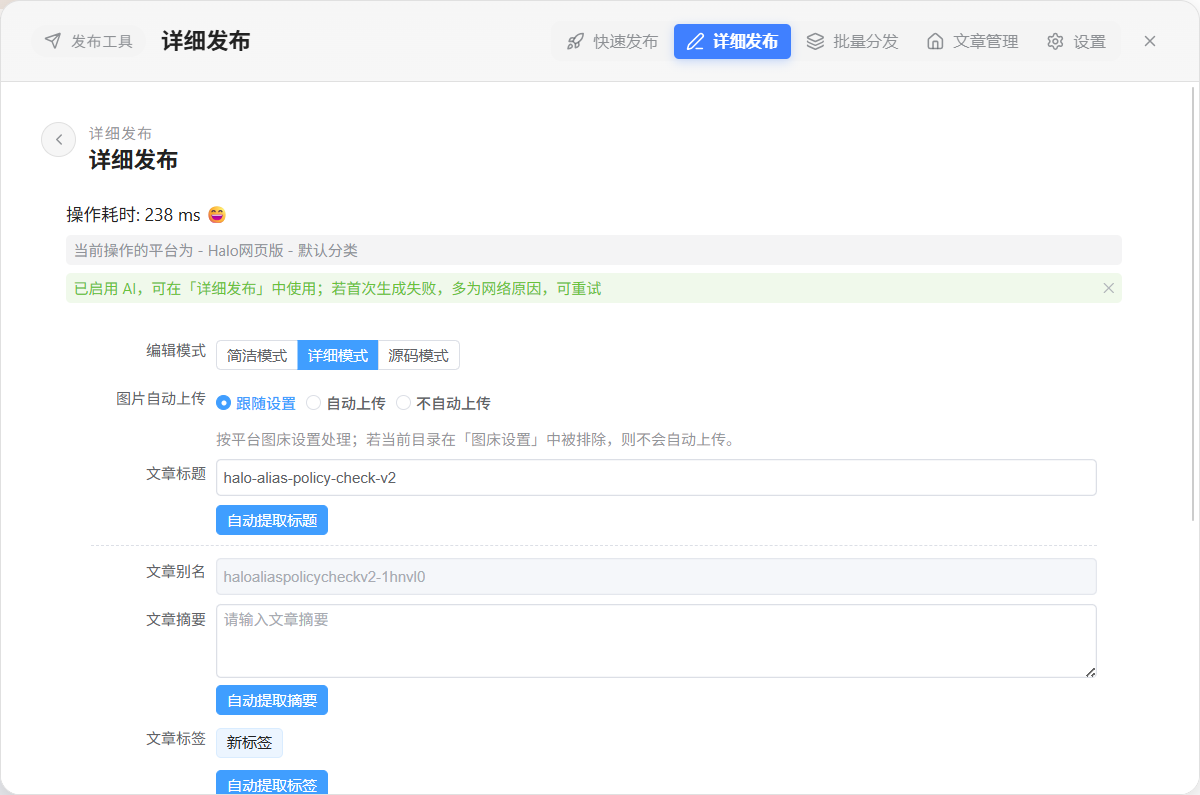 发布工具 详细发布 快速发布 详细发布 批量分发 文章管理 设置
详细发布
详细发布
操作耗时: 238 ms 😄
当前操作的平台为 - Halo网页版 - 默认分类
已启用 AI，可在「详细发布」中使用；若首次生成失败，多为网络原因，可重试
编辑模式 简洁模式 详细模式 源码模式
图片自动上传 跟随设置 自动上传 不自动上传
按平台图床设置处理；若当前目录在「图床设置」中被排除，则不会自动上传。
文章标题 halo-alias-policy-check-v2
自动提取标题
文章别名 haloaliaspolicycheckv2-1hnvl0
文章摘要 请输入文章摘要
自动提取摘要
文章标签 新标签
自动提取标签